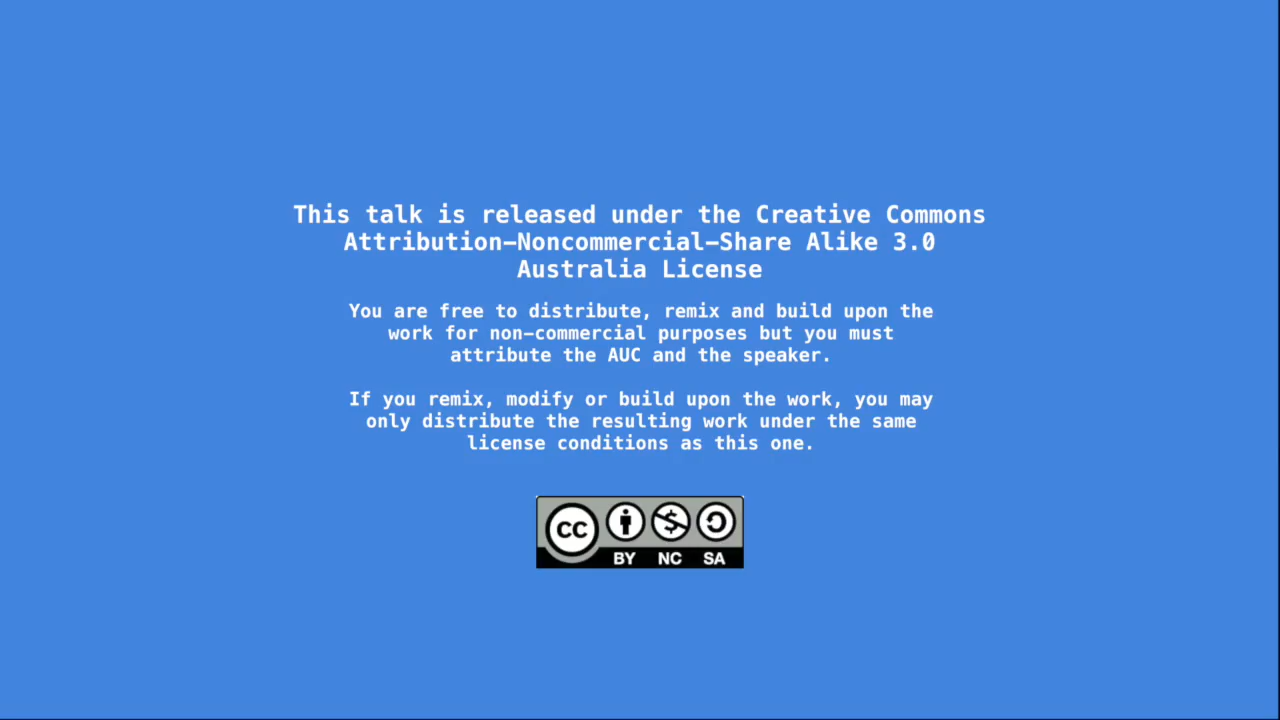 This talk is released under the Creative Commons
Attribution-Noncommercial-Share Alike 3.0
Australia License
You are free to distribute, remix and build upon the
work for non-commercial purposes but you must
attribute the AUC and the speaker.
If you remix, modify or build upon the work, you may
only distribute the resulting work under the same
license conditions as this one.
CC
BY NC SA